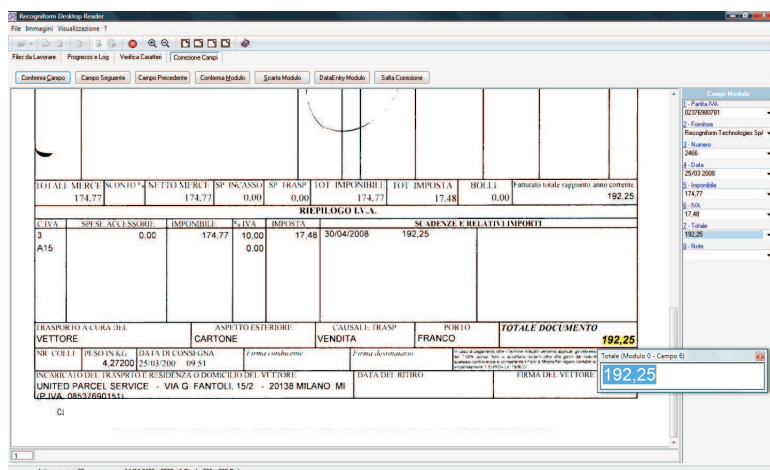 Recogniform Desktop Reader
File Immagini Visualizzazione ?
Files da Lavorare Progresso e Log Verifica Caratteri Correzione Campi
Conferma Campo Campo Seguente Campo Precedente Conferma Modulo Scarta Modulo DataEntry Modulo Salta Correzione
Campi Modulo
1 - Partita IVA
02376980781
2 - Fornitore
Recogniform Technologies SpA
3 - Numero
2466
4 - Data
25/03 2008
5 - Imponibile
174,77
6 - IVA
17,48
7 - Totale
192,25
8 - Note
TOTALE MERCE SCONTO % NETTO MERCE SP INCASSO SP TRASP TOT IMPONIBILI TOT IMPOSTA BOLLI Fatturato totale raggiunto anno corrente
174.77 174.77 0,00 0,00 174,77 17,48 0,00 192,25
RIEPILOGO I.V.A.
C IVA SPESE ACCESSORIE IMPONIBILE % IVA IMPOSTA SCADENZE E RELATIVI IMPORTI
3 0,00 174,77 10,00 17,48 30/04/2008 192,25
A15 0,00
TRASPORTO A CURA DEL ASPETTO ESTERIORE CAUSALE TRASP PORTO TOTALE DOCUMENTO
VETTORE CARTONE VENDITA FRANCO 192,25
NR COLLI PESO IN KG DATA DI CONSEGNA Firma conducente Firma destinatario
4,27200 25/03/200 09 51
Totale (Modulo 0 - Campo 6)
192,25
INCARICATO DEL TRASPRTO E RESIDENZA O DOMICILIO DEL VETTORE DATA DEL RITIRO FIRMA DEL VETTORE
UNITED PARCEL SERVICE - VIA G. FANTOLI, 15/2 - 20138 MILANO MI
(P.IVA. 08537690151)
1